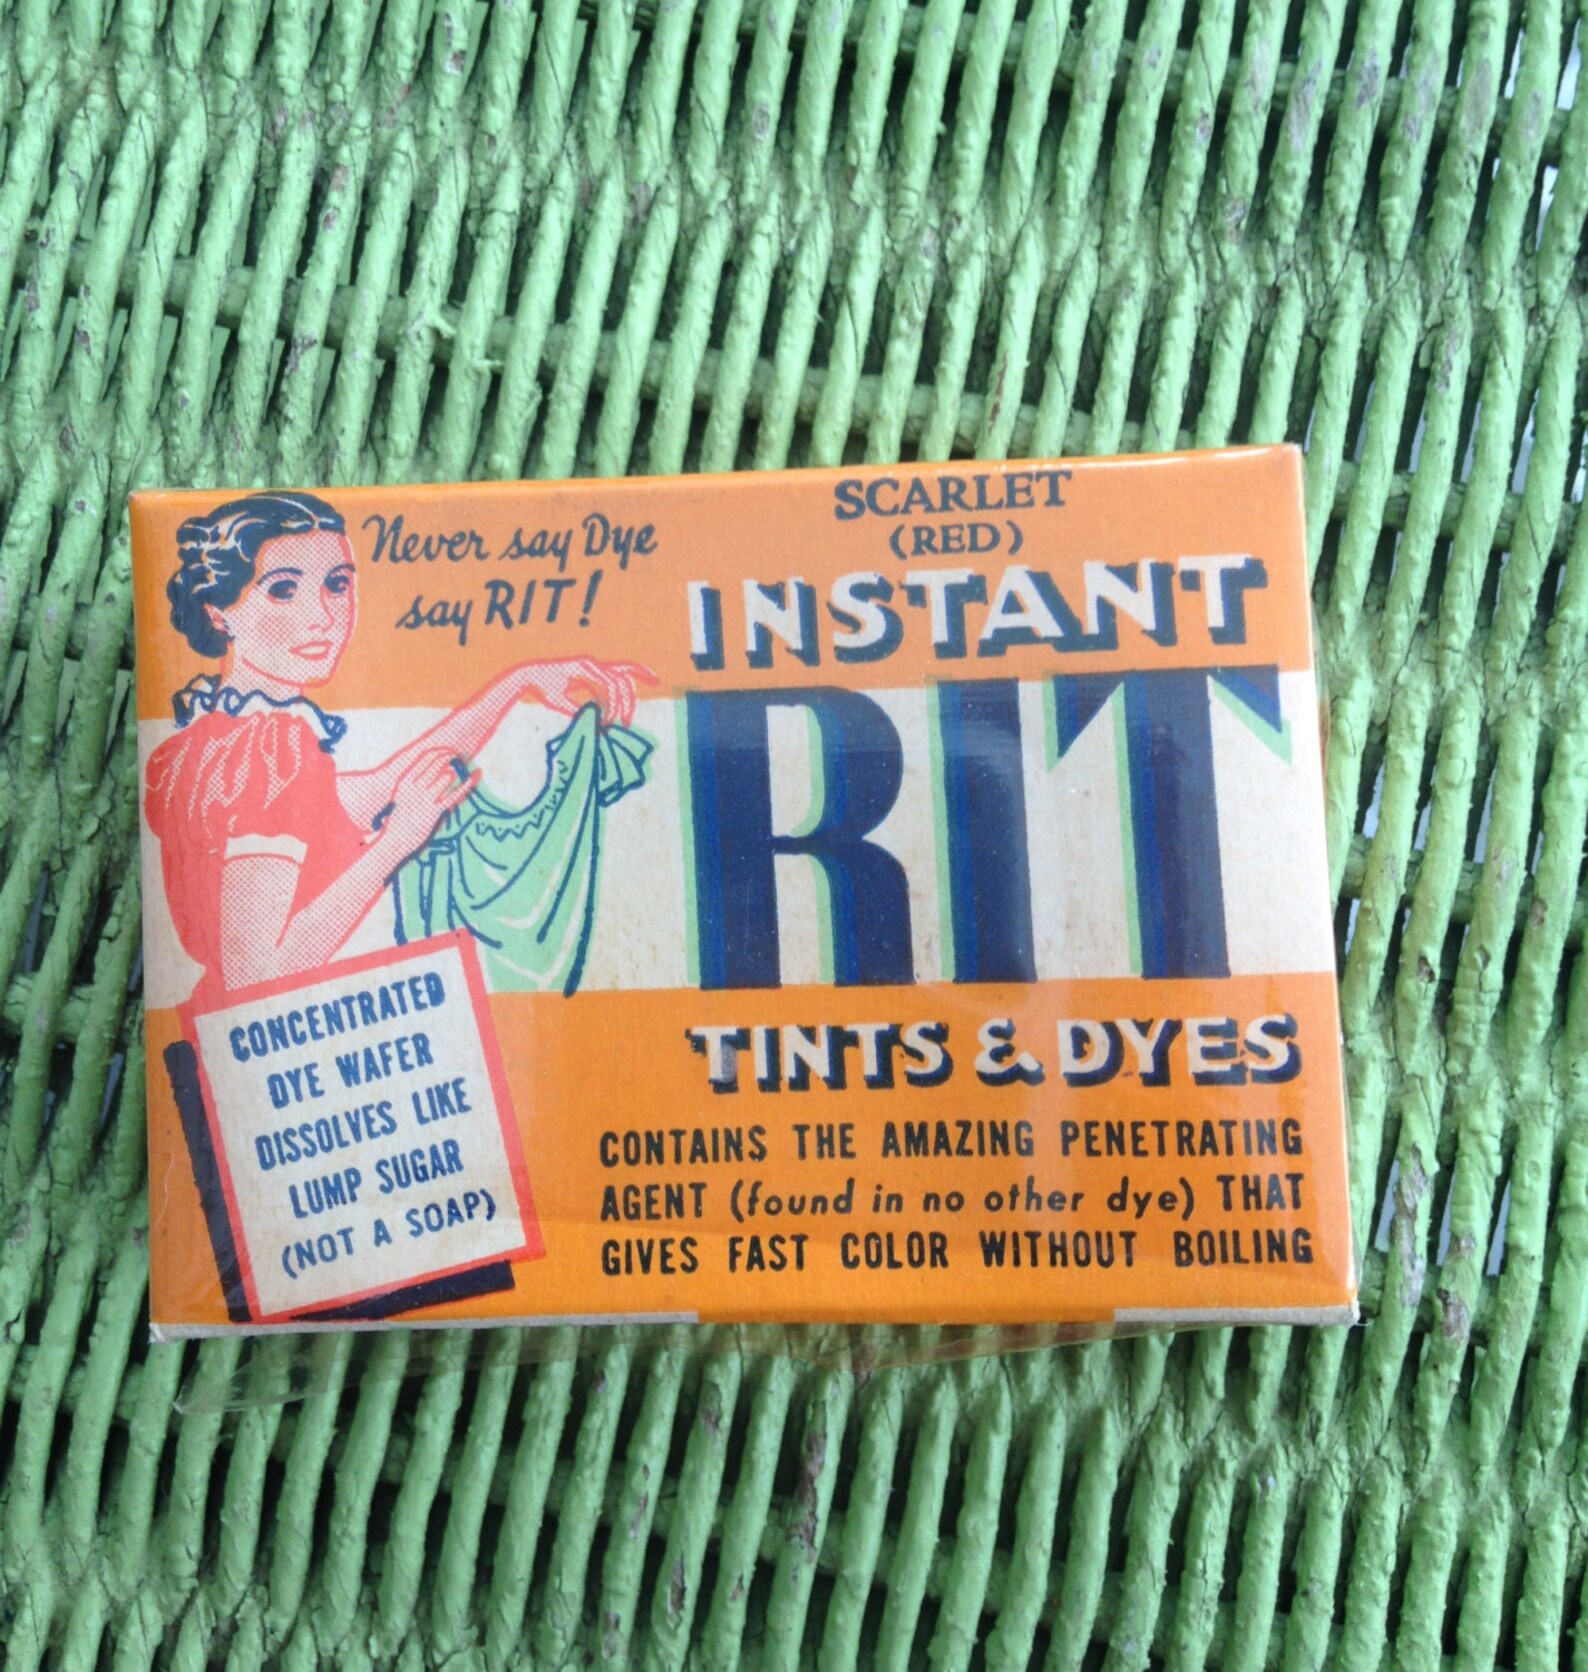 Never say Dye
say RIT!
SCARLET
(RED)
INSTANT
RIT
TINTS & DYES
CONCENTRATED
DYE WAFER
DISSOLVES LIKE
LUMP SUGAR
(NOT A SOAP)
CONTAINS THE AMAZING PENETRATING
AGENT (found in no other dye) THAT
GIVES FAST COLOR WITHOUT BOILING